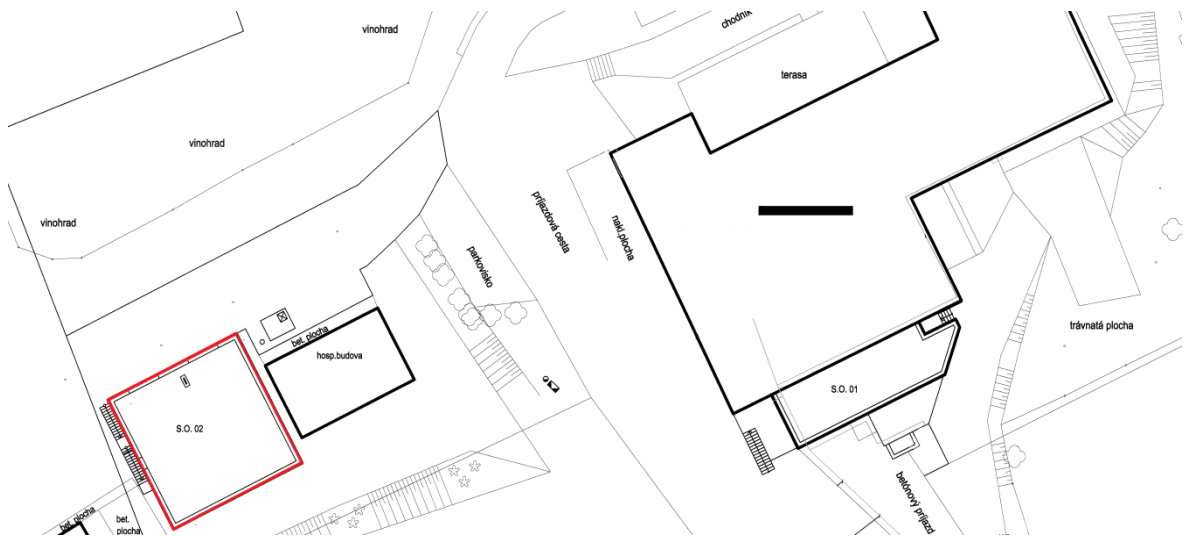 chodník
vinohrad
terasa
vinohrad
vinohrad
príjazdová cesta
nakl.plocha
parkovisko
trávnatá plocha
bet. plocha
hosp.budova
S.O. 01
S.O. 02
betónový príjazd
bet. plocha
bet.
plocha